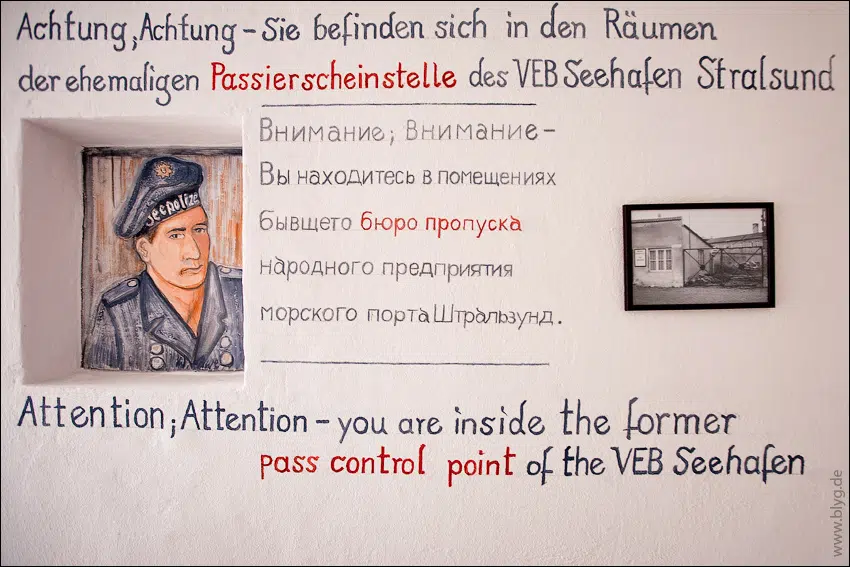 Achtung, Achtung – Sie befinden sich in den Räumen
der ehemaligen Passierscheinstelle des VEB Seehafen Stralsund
Внимание, Внимание –
Вы находитесь в помещениях
бывщего бюро пропуска
народного предприятия
морского порта Штральзунд.
Seepolizei
Attention, Attention – you are inside the former
pass control point of the VEB Seehafen
www.blyg.de